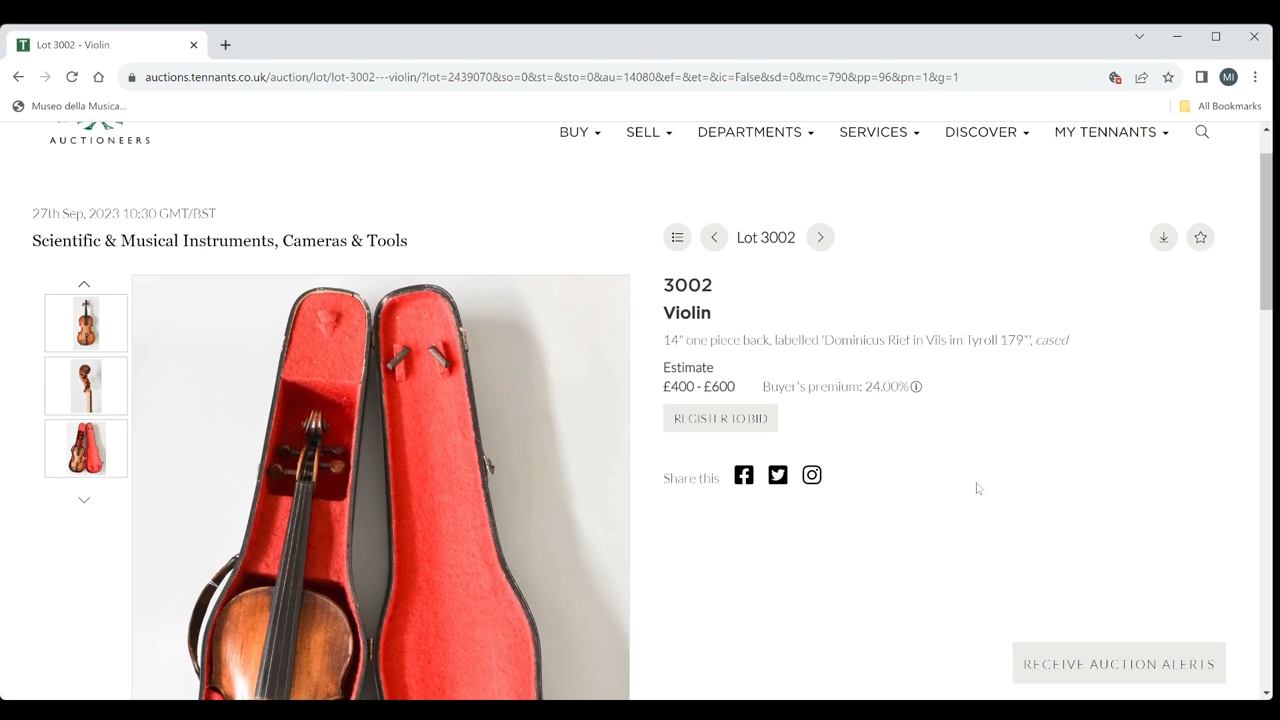 Lot 3002 - Violin
auctions.tennants.co.uk/auction/lot/lot-3002---violin/?lot=2439070&so=0&st=&sto=0&au=14080&ef=&et=&ic=False&sd=0&mc=790&pp=96&pn=1&g=1
MI
Museo della Musica...
All Bookmarks
AUCTIONEERS
BUY SELL DEPARTMENTS SERVICES DISCOVER MY TENNANTS
27th Sep, 2023 10:30 GMT/BST
Scientific & Musical Instruments, Cameras & Tools
Lot 3002
3002
Violin
14" one piece back, labelled 'Dominicus Rief in Vils im Tyroll 179"', cased
Estimate
£400 - £600 Buyer's premium: 24.00%
REGISTER TO BID
Share this
RECEIVE AUCTION ALERTS